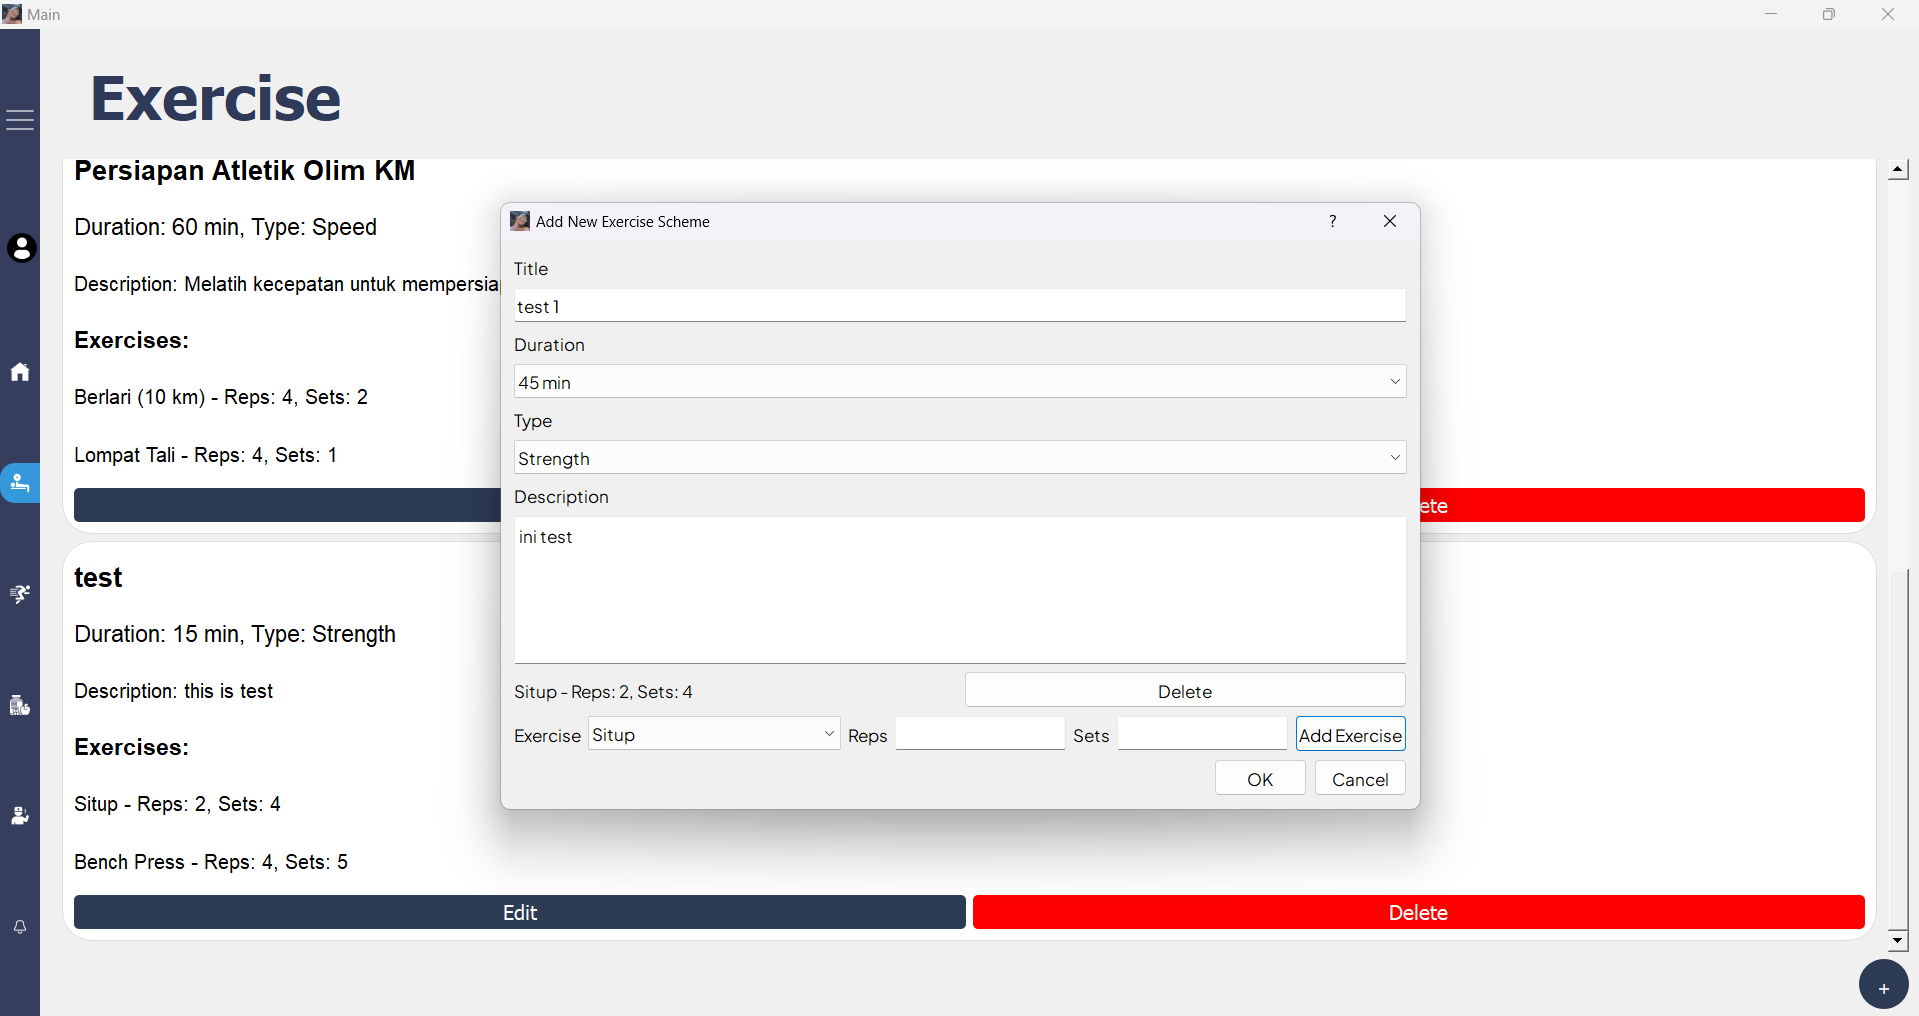 Main
Exercise
Persiapan Atletik Olim KM
Duration: 60 min, Type: Speed
Description: Melatih kecepatan untuk
Exercises:
Berlari (10 km) - Reps: 4, Sets: 2
Lompat Tali - Reps: 4, Sets: 1
test
Duration: 15 min, Type: Strength
Description: this is test
Exercises:
Situp - Reps: 2, Sets: 4
Bench Press - Reps: 4, Sets: 5
Edit
Delete
+
Add New Exercise Scheme
?
Title
test 1
Duration
45 min
Type
Strength
Description
ini test
Situp - Reps: 2, Sets: 4
Delete
Exercise Situp Reps Sets Add Exercise
OK Cancel